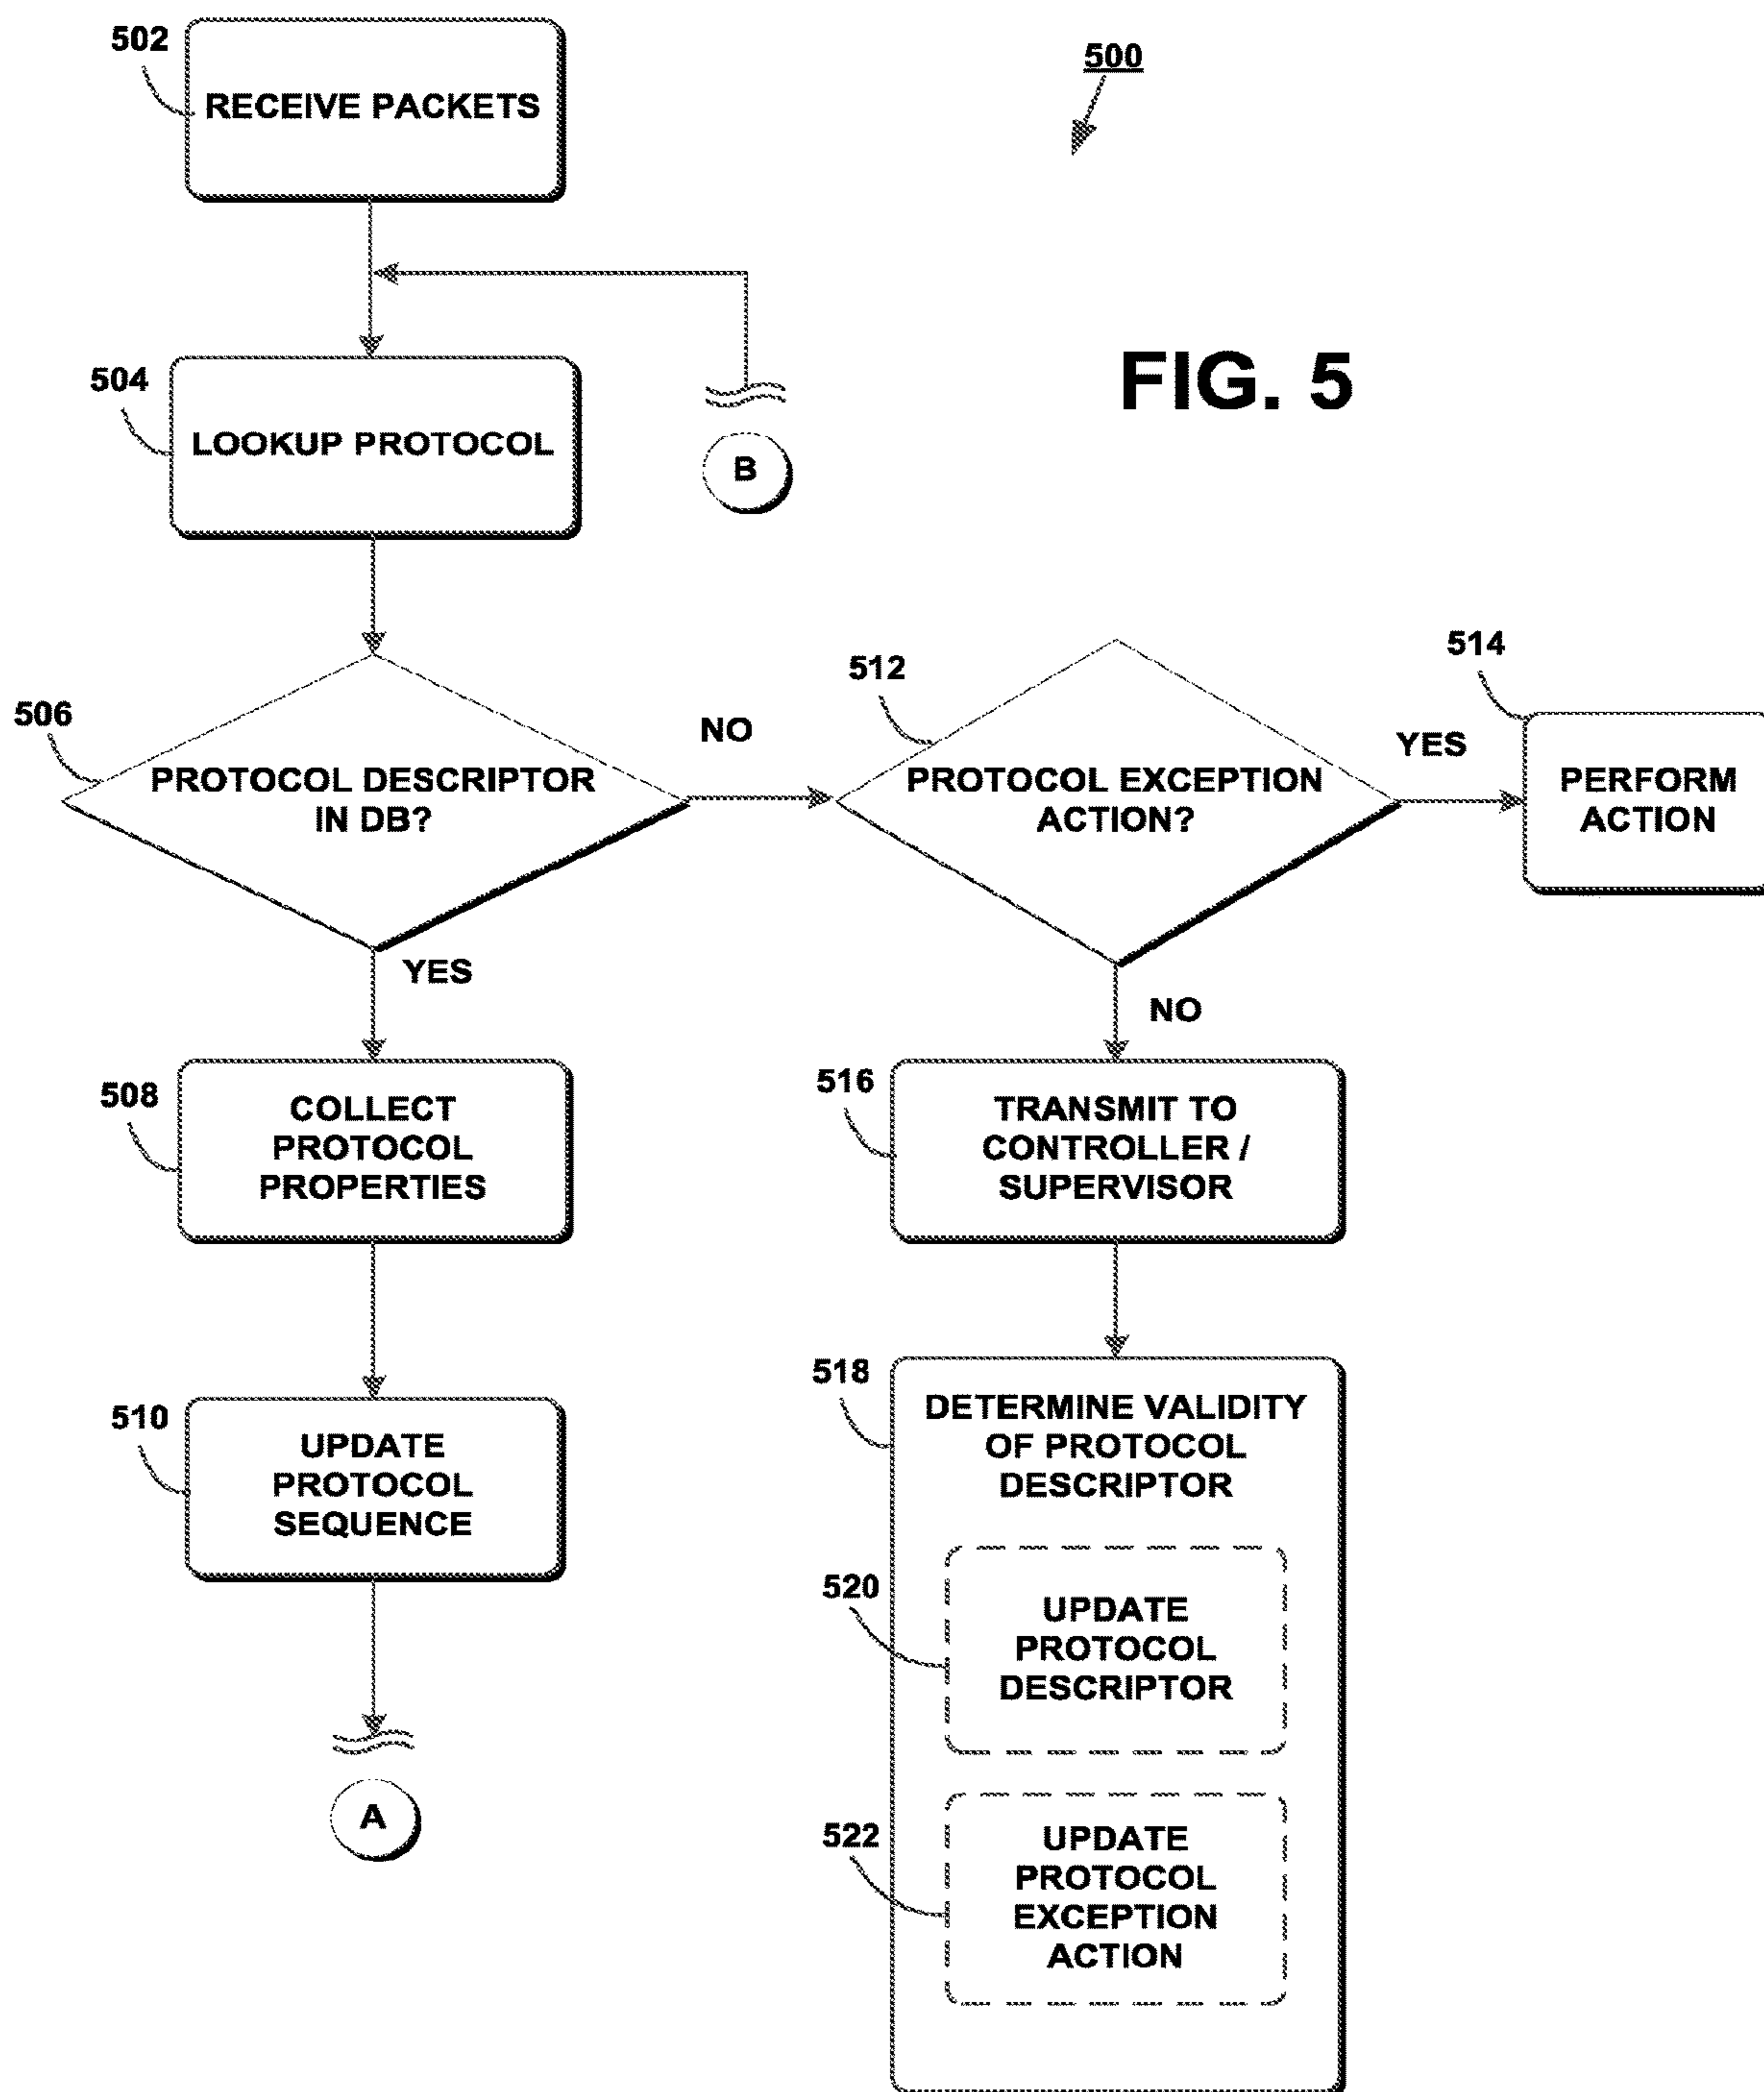 502
RECEIVE PACKETS
500
504
LOOKUP PROTOCOL
B
FIG. 5
506
PROTOCOL DESCRIPTOR
IN DB?
NO
YES
512
PROTOCOL EXCEPTION
ACTION?
YES
NO
514
PERFORM
ACTION
508
COLLECT
PROTOCOL
PROPERTIES
510
UPDATE
PROTOCOL
SEQUENCE
A
516
TRANSMIT TO
CONTROLLER /
SUPERVISOR
518
DETERMINE VALIDITY
OF PROTOCOL
DESCRIPTOR
520
UPDATE
PROTOCOL
DESCRIPTOR
522
UPDATE
PROTOCOL
EXCEPTION
ACTION